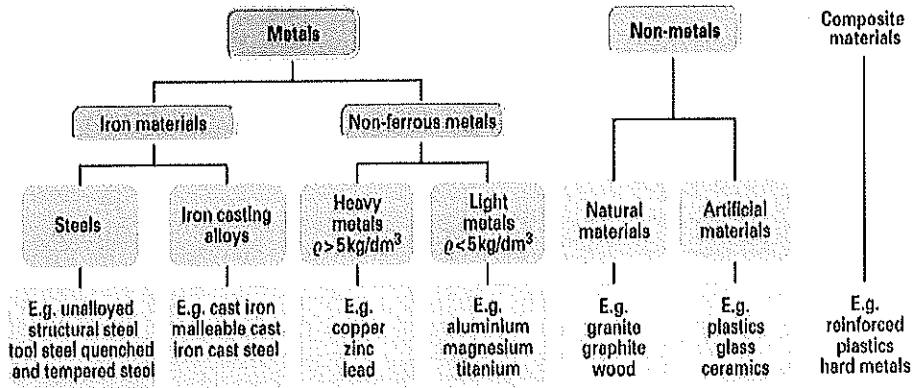 Metals
Non-metals
Composite
materials
Iron materials
Non-ferrous metals
Steels
Iron casting
alloys
Heavy
metals
ϱ>5kg/dm³
Light
metals
ϱ<5kg/dm³
Natural
materials
Artificial
materials
E.g. unalloyed
structural steel
tool steel quenched
and tempered steel
E.g. cast iron
malleable cast
iron cast steel
E.g.
copper
zinc
lead
E.g.
aluminium
magnesium
titanium
E.g.
granite
graphite
wood
E.g.
plastics
glass
ceramics
E.g.
reinforced
plastics
hard metals